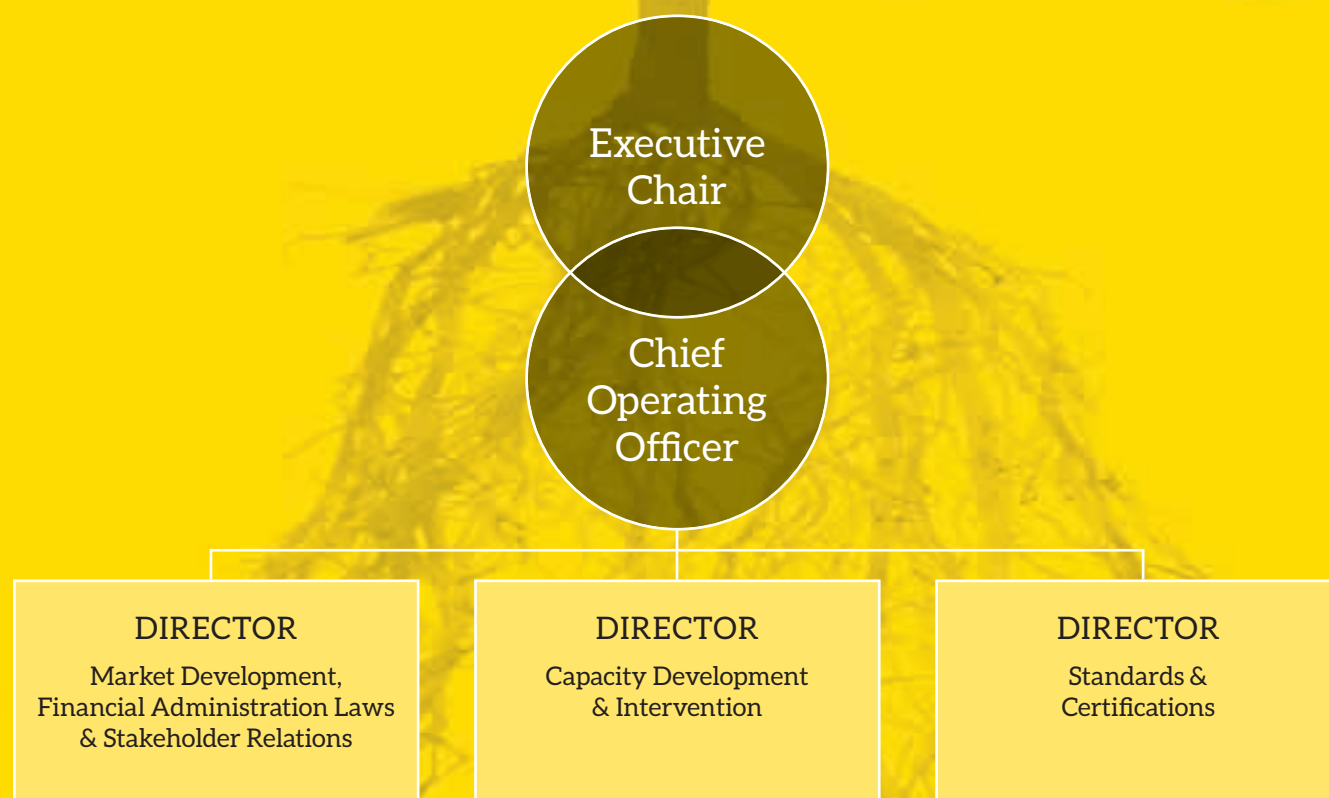 Executive
Chair
Chief
Operating
Officer
DIRECTOR
Market Development,
Financial Administration Laws
& Stakeholder Relations
DIRECTOR
Capacity Development
& Intervention
DIRECTOR
Standards &
Certifications